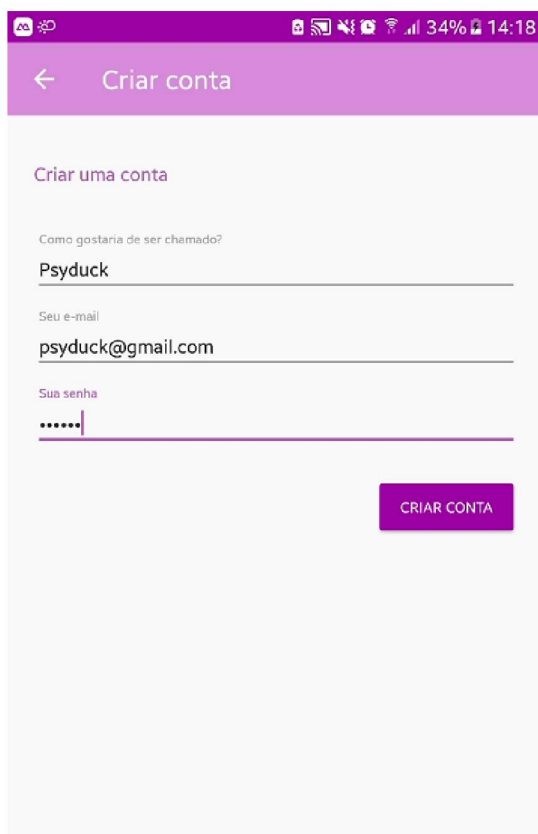 34% 14:18
Criar conta
Criar uma conta
Como gostaria de ser chamado?
Psyduck
Seu e-mail
psyduck@gmail.com
Sua senha
••••••
CRIAR CONTA